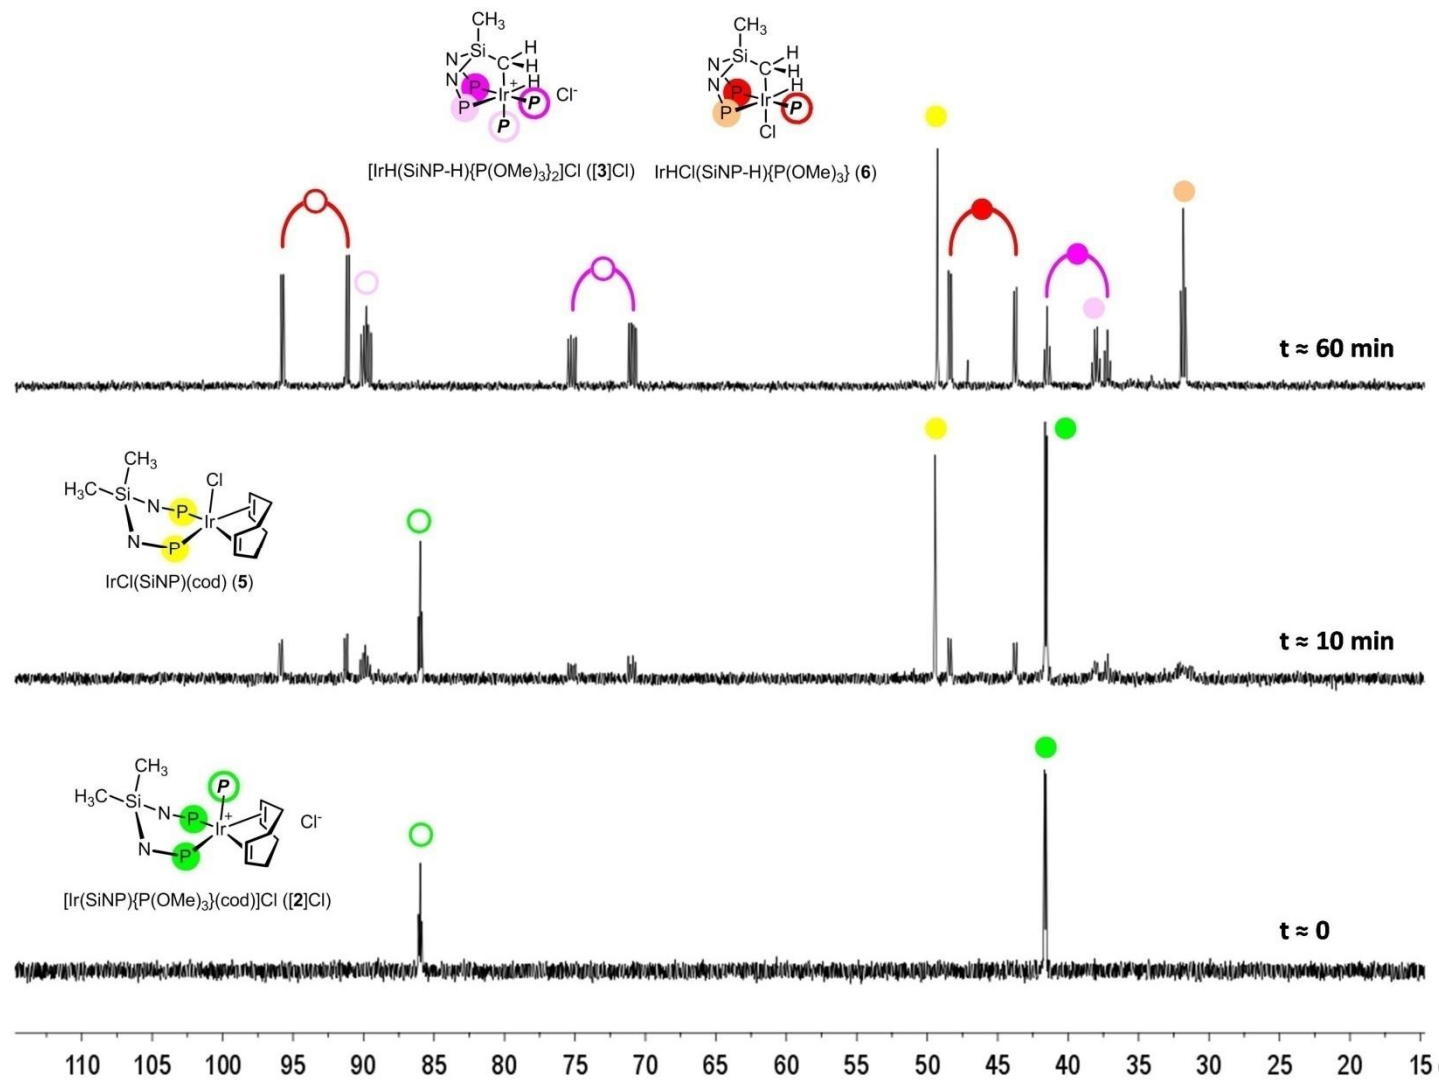 CH₃
N Si C H
H
N H
P Ir⁺ P Cl⁻
P
P
[IrH(SiNP-H){P(OMe)₃}₂]Cl ([3]Cl)
CH₃
N Si C H
H
N H
P Ir P
P
Cl
IrHCl(SiNP-H){P(OMe)₃} (6)
t ≈ 60 min
CH₃
H₃C Si N P Ir Cl
N P
IrCl(SiNP)(cod) (5)
t ≈ 10 min
CH₃ P
H₃C Si N P Ir⁺ Cl⁻
N P
[Ir(SiNP){P(OMe)₃}(cod)]Cl ([2]Cl)
t ≈ 0
110 105 100 95 90 85 80 75 70 65 60 55 50 45 40 35 30 25 20 15